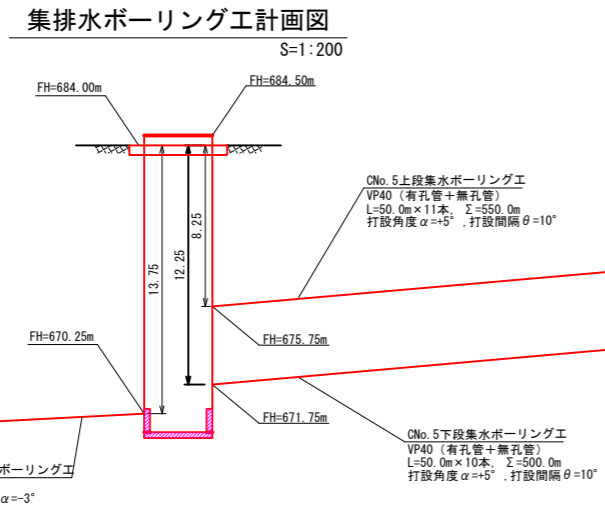 集排水ボーリング工計画図
S=1:200
FH=684.00m
FH=684.50m
CNo.5上段集水ボーリング工
VP40（有孔管＋無孔管）
L=50.0m×11本, Σ=550.0m
打設角度α=+5°,打設間隔θ=10°
8.25
12.25
13.75
FH=670.25m
FH=675.75m
FH=671.75m
CNo.5下段集水ボーリング工
VP40（有孔管＋無孔管）
L=50.0m×10本, Σ=500.0m
打設角度α=+5°,打設間隔θ=10°
ボーリング工
α=-3°